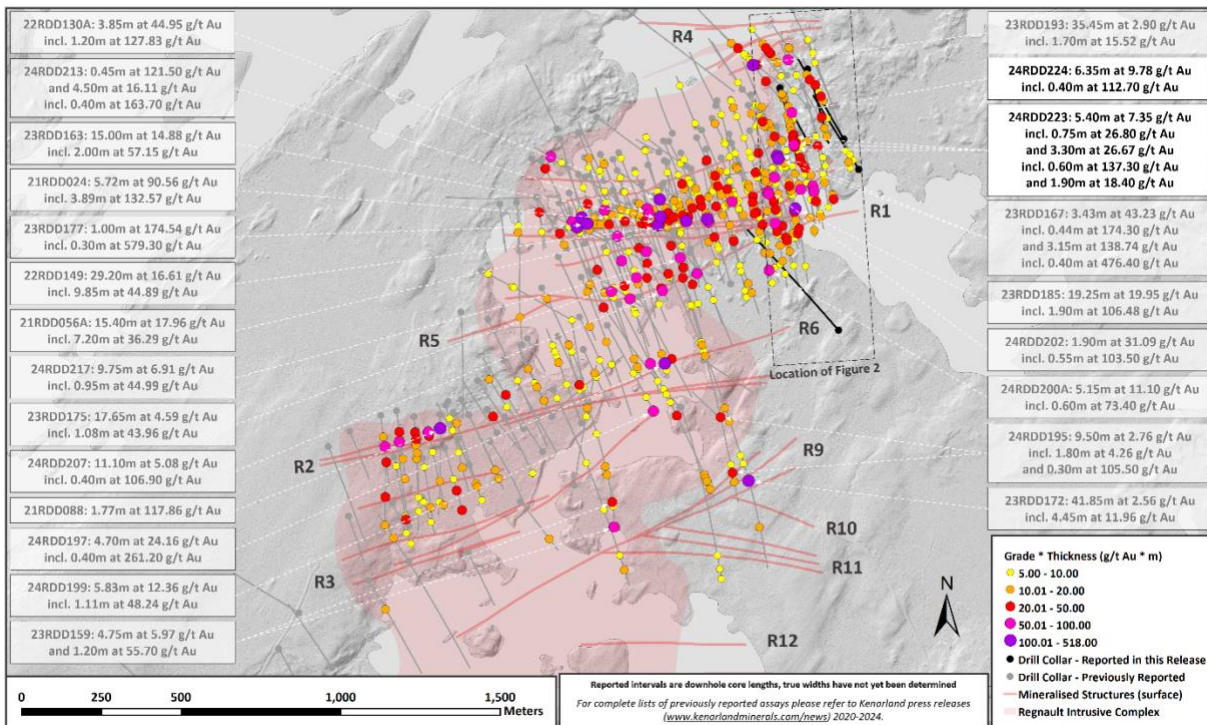 22RDD130A: 3.85m at 44.95 g/t Au
incl. 1.20m at 127.83 g/t Au
24RDD213: 0.45m at 121.50 g/t Au
and 4.50m at 16.11 g/t Au
incl. 0.40m at 163.70 g/t Au
23RDD163: 15.00m at 14.88 g/t Au
incl. 2.00m at 57.15 g/t Au
21RDD024: 5.72m at 90.56 g/t Au
incl. 3.89m at 132.57 g/t Au
23RDD177: 1.00m at 174.54 g/t Au
incl. 0.30m at 579.30 g/t Au
22RDD149: 29.20m at 16.61 g/t Au
incl. 9.85m at 44.89 g/t Au
21RDD056A: 15.40m at 17.96 g/t Au
incl. 7.20m at 36.29 g/t Au
24RDD217: 9.75m at 6.91 g/t Au
incl. 0.95m at 44.99 g/t Au
23RDD175: 17.65m at 4.59 g/t Au
incl. 1.08m at 43.96 g/t Au
24RDD207: 11.10m at 5.08 g/t Au
incl. 0.40m at 106.90 g/t Au
21RDD088: 1.77m at 117.86 g/t Au
24RDD197: 4.70m at 24.16 g/t Au
incl. 0.40m at 261.20 g/t Au
24RDD199: 5.83m at 12.36 g/t Au
incl. 1.11m at 48.24 g/t Au
23RDD159: 4.75m at 5.97 g/t Au
and 1.20m at 55.70 g/t Au
R4
R1
R5
R6
Location of Figure 2
R2
R9
R10
R11
R3
R12
23RDD193: 35.45m at 2.90 g/t Au
incl. 1.70m at 15.52 g/t Au
24RDD224: 6.35m at 9.78 g/t Au
incl. 0.40m at 112.70 g/t Au
24RDD223: 5.40m at 7.35 g/t Au
incl. 0.75m at 26.80 g/t Au
and 3.30m at 26.67 g/t Au
incl. 0.60m at 137.30 g/t Au
and 1.90m at 18.40 g/t Au
23RDD167: 3.43m at 43.23 g/t Au
incl. 0.44m at 174.30 g/t Au
and 3.15m at 138.74 g/t Au
incl. 0.40m at 476.40 g/t Au
23RDD185: 19.25m at 19.95 g/t Au
incl. 1.90m at 106.48 g/t Au
24RDD202: 1.90m at 31.09 g/t Au
incl. 0.55m at 103.50 g/t Au
24RDD200A: 5.15m at 11.10 g/t Au
incl. 0.60m at 73.40 g/t Au
24RDD195: 9.50m at 2.76 g/t Au
incl. 1.80m at 4.26 g/t Au
and 0.30m at 105.50 g/t Au
23RDD172: 41.85m at 2.56 g/t Au
incl. 4.45m at 11.96 g/t Au
N
Grade * Thickness (g/t Au * m)
5.00 - 10.00
10.01 - 20.00
20.01 - 50.00
50.01 - 100.00
100.01 - 518.00
Drill Collar - Reported in this Release
Drill Collar - Previously Reported
Mineralised Structures (surface)
Regnault Intrusive Complex
0 250 500 1,000 1,500
Meters
Reported intervals are downhole core lengths, true widths have not yet been determined
For complete lists of previously reported assays please refer to Kenorland press releases
(www.kenorlandminerals.com/news) 2020-2024.